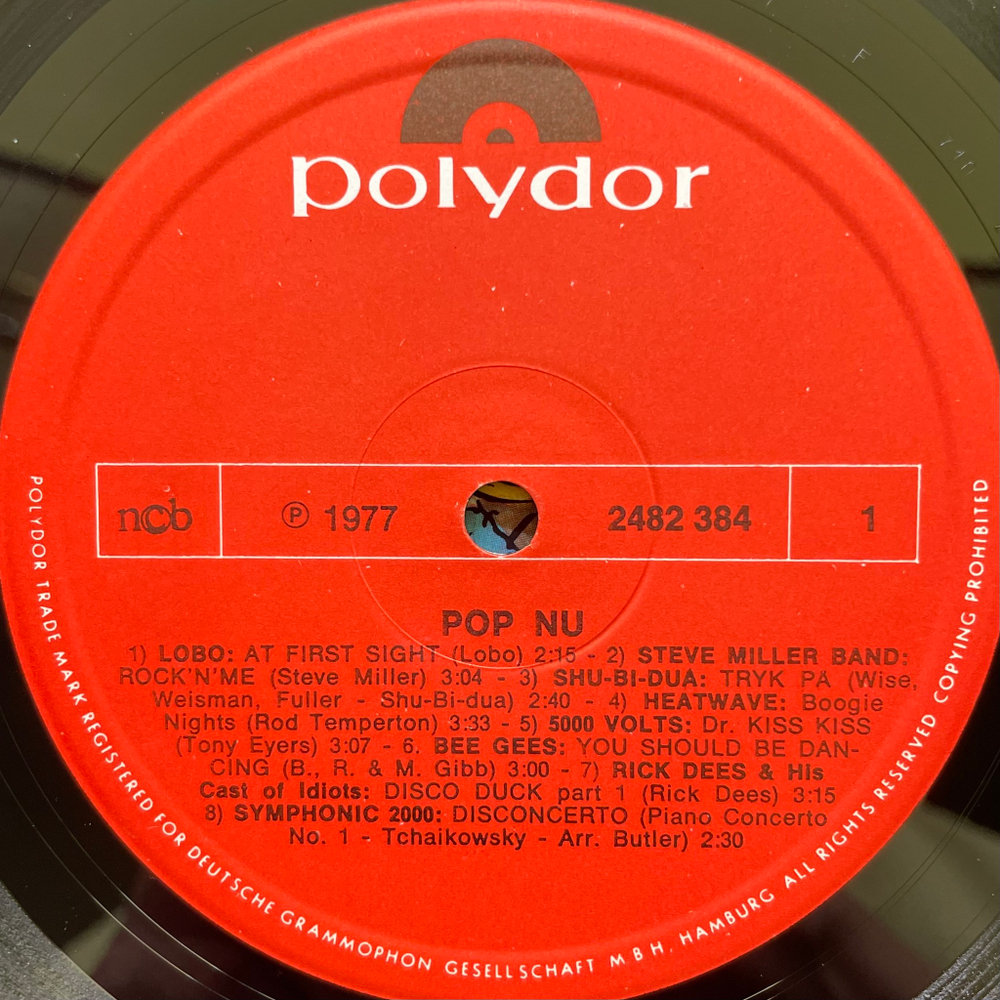 polydor
ncb
Ⓟ 1977
2482 384
1
POP NU
1) LOBO: AT FIRST SIGHT (Lobo) 2:15 - 2) STEVE MILLER BAND:
ROCK'N'ME (Steve Miller) 3:04 - 3) SHU-BI-DUA: TRYK PÅ (Wise,
Weisman, Fuller - Shu-Bi-dua) 2:40 - 4) HEATWAVE: Boogie
Nights (Rod Temperton) 3:33 - 5) 5000 VOLTS: Dr. KISS KISS
(Tony Eyers) 3:07 - 6. BEE GEES: YOU SHOULD BE DAN-
CING (B., R. & M. Gibb) 3:00 - 7) RICK DEES & His
Cast of Idiots: DISCO DUCK part 1 (Rick Dees) 3:15
8) SYMPHONIC 2000: DISCONCERTO (Piano Concerto
No. 1 - Tchaikowsky - Arr. Butler) 2:30
POLYDOR TRADE MARK REGISTERED FOR DEUTSCHE GRAMMOPHON GESELLSCHAFT M B H, HAMBURG ALL RIGHTS RESERVED COPYING PROHIBITED